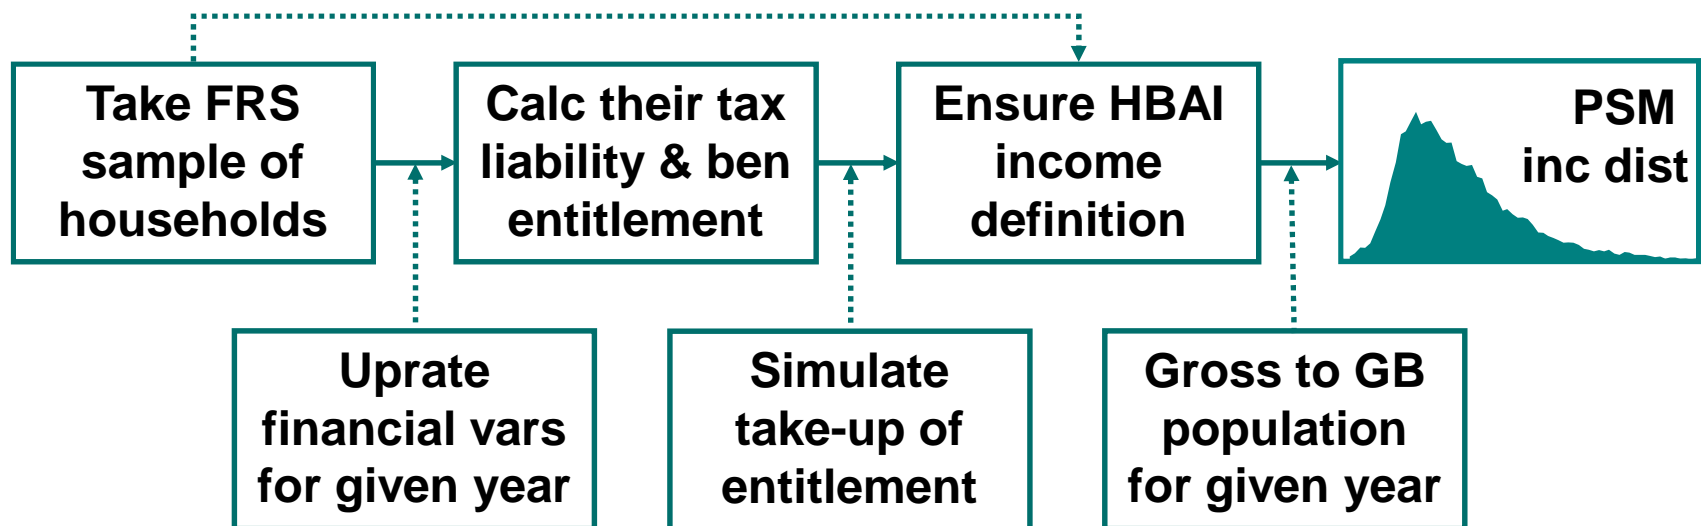 Take FRS
sample of
households
Calc their tax
liability & ben
entitlement
Ensure HBAI
income
definition
PSM
inc dist
Uprate
financial vars
for given year
Simulate
take-up of
entitlement
Gross to GB
population
for given year